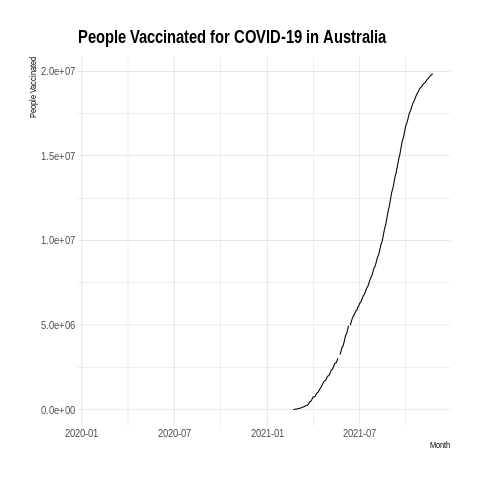 People Vaccinated for COVID-19 in Australia
People Vaccinated
2.0e+07
1.5e+07
1.0e+07
5.0e+06
0.0e+00
2020-01 2020-07 2021-01 2021-07
Month